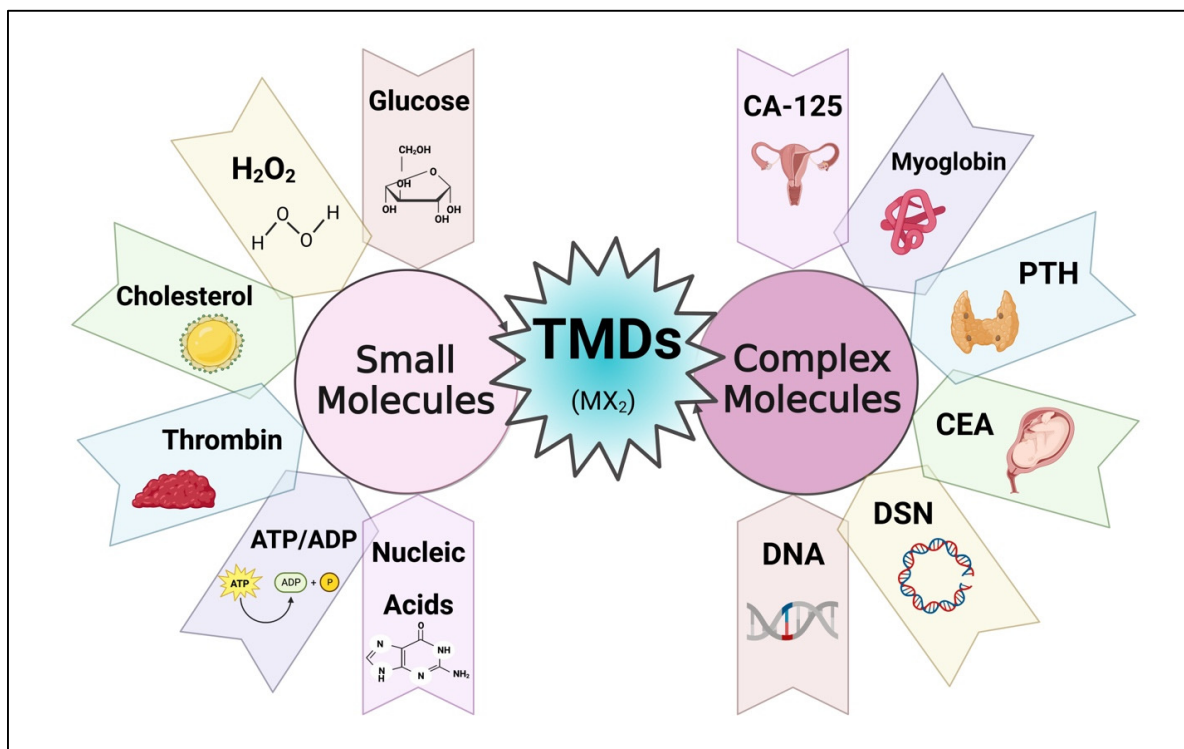 Glucose
CH₂OH
O
OH
OH
OH
OH
H₂O₂
H
O
O
H
Cholesterol
Thrombin
ATP/ADP
ATP
ADP
+
P
Nucleic
Acids
O
N
NH
N
H
N
NH₂
Small
Molecules
TMDs
(MX₂)
Complex
Molecules
CA-125
Myoglobin
PTH
CEA
DSN
DNA